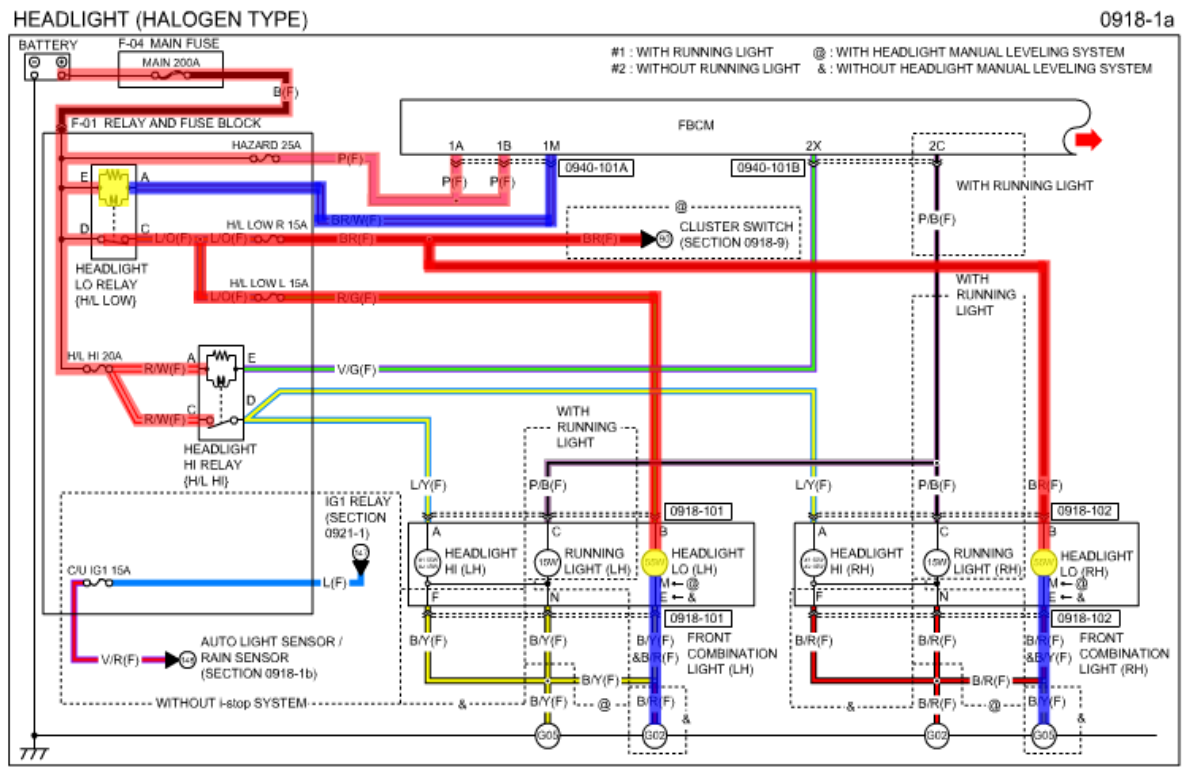 HEADLIGHT (HALOGEN TYPE)
0918-1a
BATTERY
F-04 MAIN FUSE
MAIN 200A
#1 : WITH RUNNING LIGHT
@ : WITH HEADLIGHT MANUAL LEVELING SYSTEM
#2 : WITHOUT RUNNING LIGHT
& : WITHOUT HEADLIGHT MANUAL LEVELING SYSTEM
B(F)
F-01 RELAY AND FUSE BLOCK
FBCM
HAZARD 25A
P(F)
1A
1B
1M
2X
2C
0940-101A
0940-101B
E
A
P(F)
P(F)
WITH RUNNING LIGHT
BR/W(F)
P/B(F)
@
D
C
L/O(F)
L/O(F)
H/L LOW R 15A
BR(F)
BR(F)
90
CLUSTER SWITCH
(SECTION 0918-9)
HEADLIGHT
LO RELAY
{H/L LOW}
H/L LOW L 15A
L/O(F)
R/G(F)
WITH
RUNNING
LIGHT
H/L HI 20A
A
E
R/W(F)
V/G(F)
C
D
R/W(F)
HEADLIGHT
HI RELAY
{H/L HI}
WITH
RUNNING
LIGHT
L/Y(F)
P/B(F)
L/Y(F)
P/B(F)
BR(F)
IG1 RELAY
(SECTION
0921-1)
0918-101
0918-102
A
C
B
A
C
B
HEADLIGHT
HI (LH)
15W
RUNNING
LIGHT (LH)
55W
HEADLIGHT
LO (LH)
HEADLIGHT
HI (RH)
15W
RUNNING
LIGHT (RH)
55W
HEADLIGHT
LO (RH)
C/U IG1 15A
L(F)
M ← @
E ← &
M ← @
E ← &
F
N
F
N
0918-101
0918-102
V/R(F)
148
AUTO LIGHT SENSOR /
RAIN SENSOR
(SECTION 0918-1b)
B/Y(F)
B/Y(F)
B/Y(F)
&B/R(F)
FRONT
COMBINATION
LIGHT (LH)
B/R(F)
B/R(F)
B/R(F)
&B/Y(F)
FRONT
COMBINATION
LIGHT (RH)
B/Y(F)
B/R(F)
WITHOUT i-stop SYSTEM
&
B/Y(F)
@
B/R(F)
&
&
B/R(F)
@
B/Y(F)
&
G05
G02
G02
G05